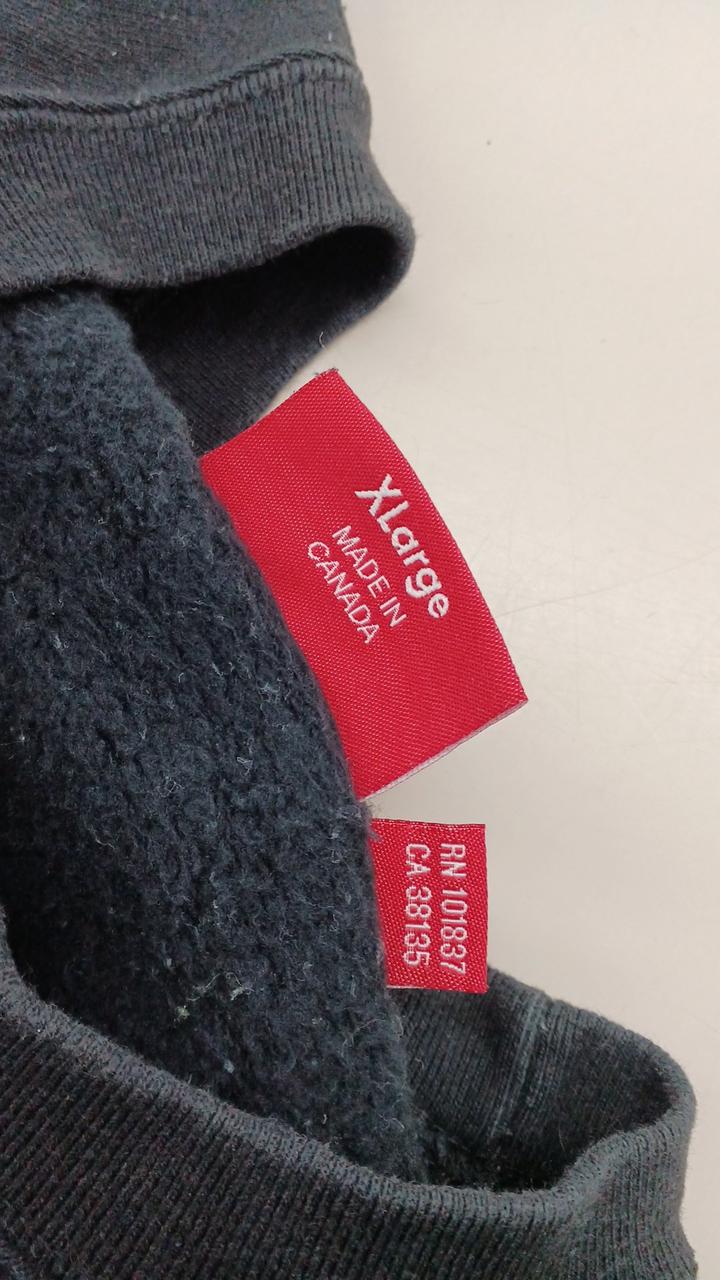 XLarge
MADE IN
CANADA
RN 101837
CA 38135